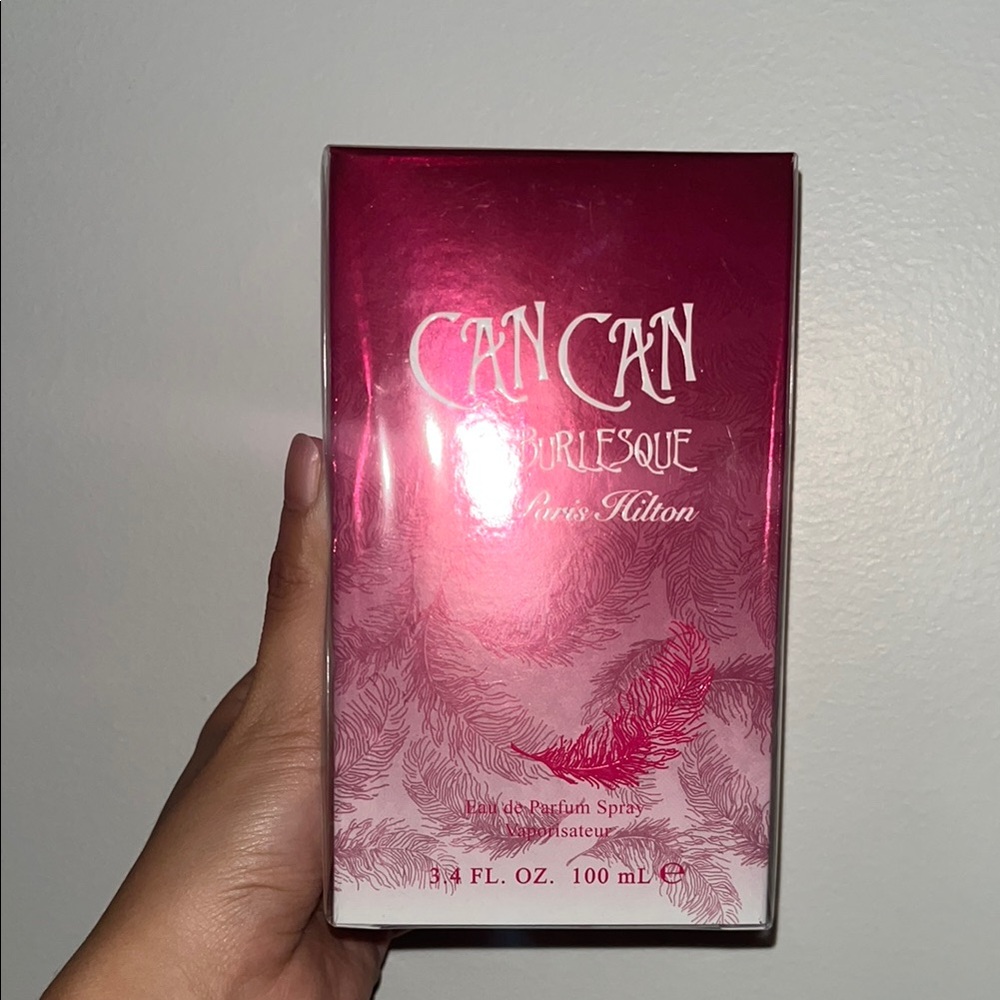 CAN CAN
BURLESQUE
Paris Hilton
Eau de Parfum Spray
Vaporisateur
3.4 FL. OZ. 100 mL ℮